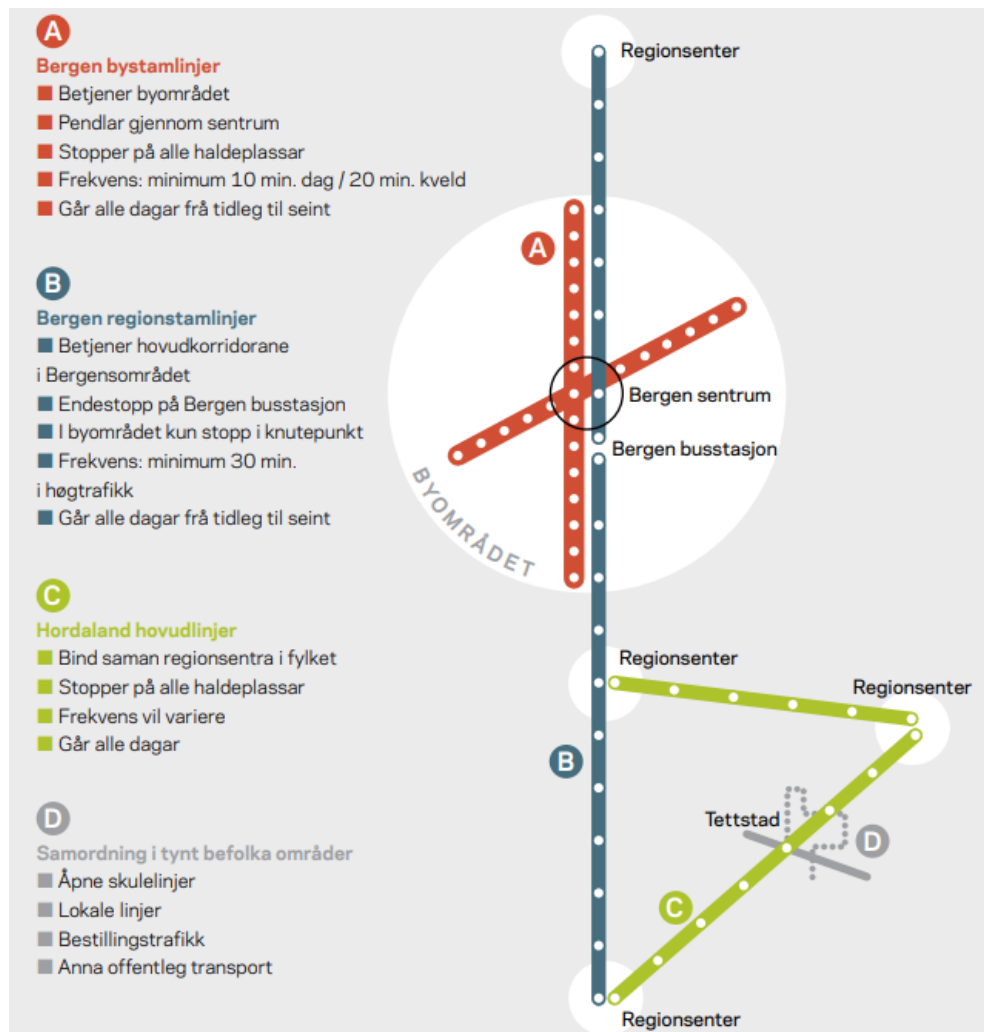 A
Bergen bystamlinjer
Betjener byområdet
Pendlar gjennom sentrum
Stopper på alle haldeplassar
Frekvens: minimum 10 min. dag / 20 min. kveld
Går alle dagar frå tidleg til seint
B
Bergen regionstamlinjer
Betjener hovudkorridorane
i Bergensområdet
Endestopp på Bergen busstasjon
I byområdet kun stopp i knutepunkt
Frekvens: minimum 30 min.
i høgtrafikk
Går alle dagar frå tidleg til seint
C
Hordaland hovudlinjer
Bind saman regionsentra i fylket
Stopper på alle haldeplassar
Frekvens vil variere
Går alle dagar
D
Samordning i tynt befolka områder
Åpne skulelinjer
Lokale linjer
Bestillingstrafikk
Anna offentleg transport
Regionsenter
A
Bergen sentrum
Bergen busstasjon
BYOMRÅDET
Regionsenter
Regionsenter
B
Tettstad
D
C
Regionsenter